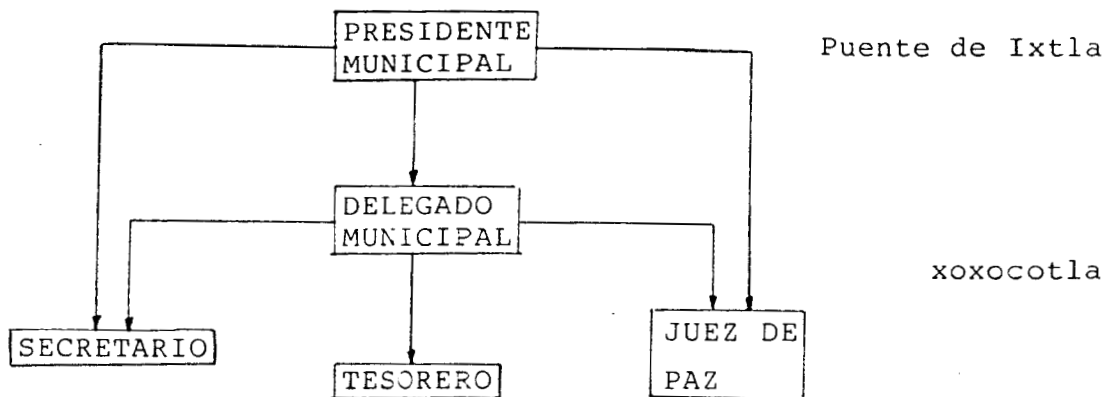 PRESIDENTE
MUNICIPAL
Puente de Ixtla
DELEGADO
MUNICIPAL
xoxocotla
SECRETARIO
JUEZ DE
PAZ
TESORERO